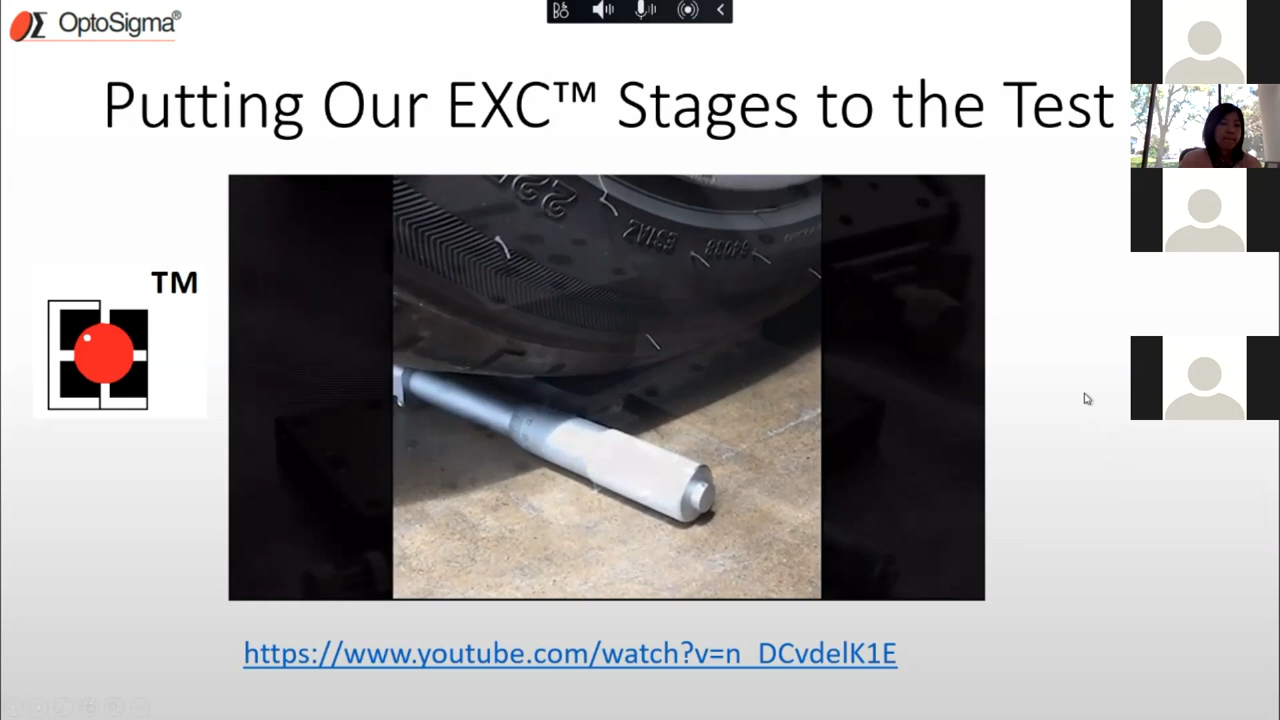 OptoSigma®
Putting Our EXC™ Stages to the Test
TM
https://www.youtube.com/watch?v=n_DCvdelK1E